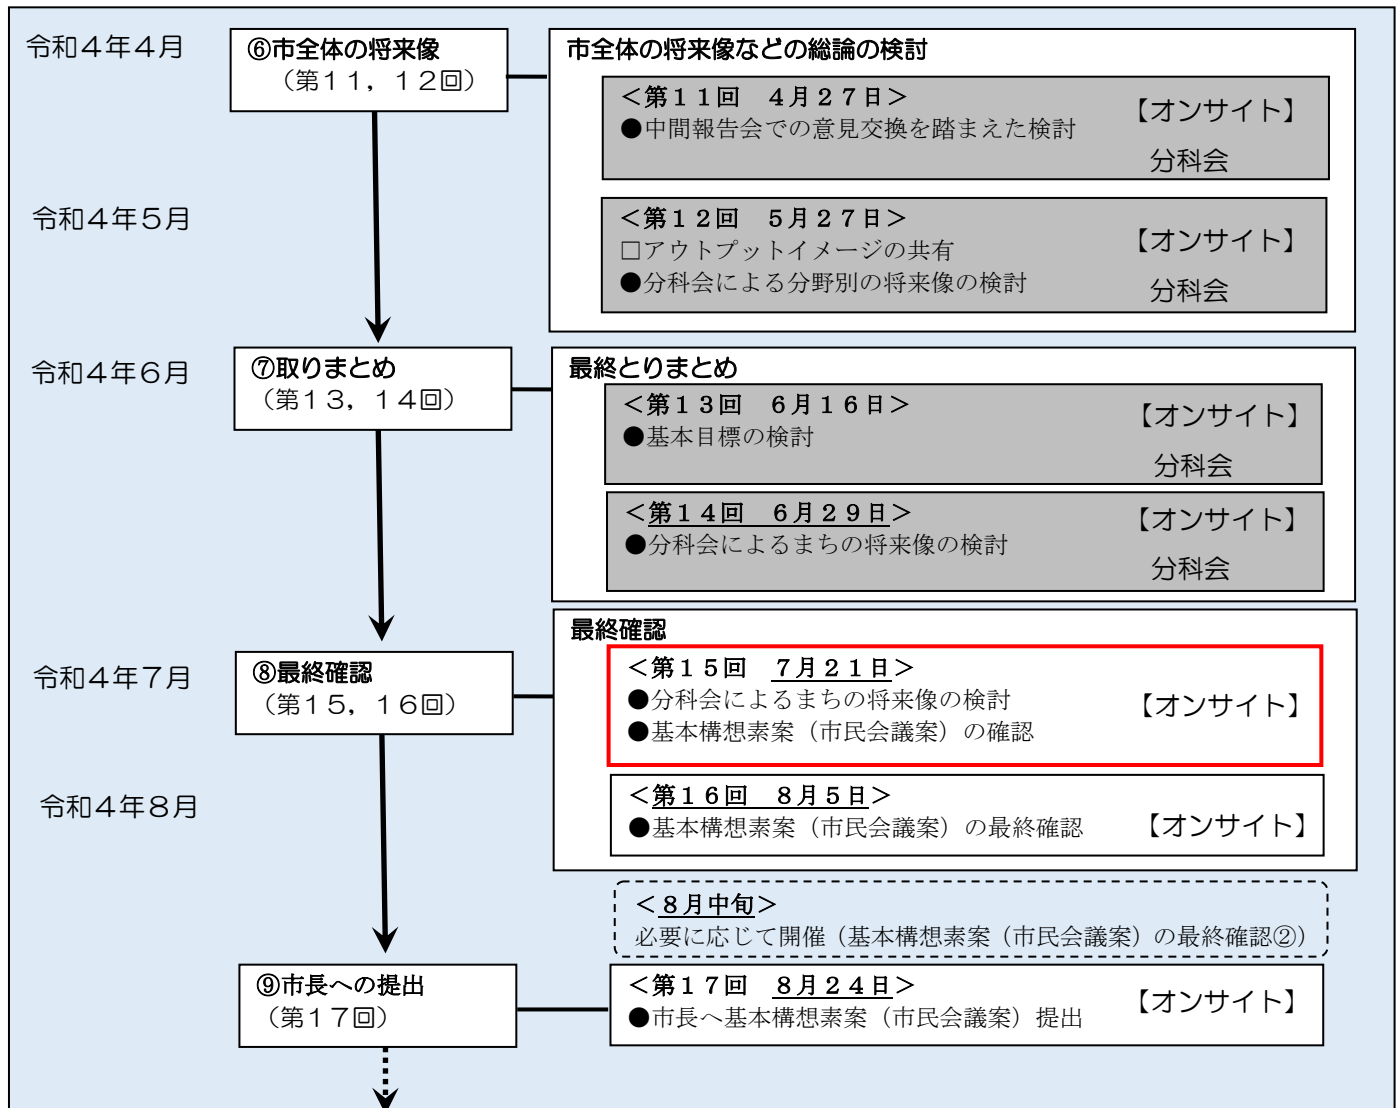 令和４年４月
⑥市全体の将来像
（第１１，１２回）
市全体の将来像などの総論の検討
＜第１１回　４月２７日＞
●中間報告会での意見交換を踏まえた検討
【オンサイト】
分科会
令和４年５月
＜第１２回　５月２７日＞
□アウトプットイメージの共有
●分科会による分野別の将来像の検討
【オンサイト】
分科会
令和４年６月
⑦取りまとめ
（第１３，１４回）
最終とりまとめ
＜第１３回　６月１６日＞
●基本目標の検討
【オンサイト】
分科会
＜第１４回　６月２９日＞
●分科会によるまちの将来像の検討
【オンサイト】
分科会
令和４年７月
⑧最終確認
（第１５，１６回）
最終確認
＜第１５回　７月２１日＞
●分科会によるまちの将来像の検討
●基本構想素案（市民会議案）の確認
【オンサイト】
令和４年８月
＜第１６回　８月５日＞
●基本構想素案（市民会議案）の最終確認
【オンサイト】
＜８月中旬＞
必要に応じて開催（基本構想素案（市民会議案）の最終確認②）
⑨市長への提出
（第１７回）
＜第１７回　８月２４日＞
●市長へ基本構想素案（市民会議案）提出
【オンサイト】